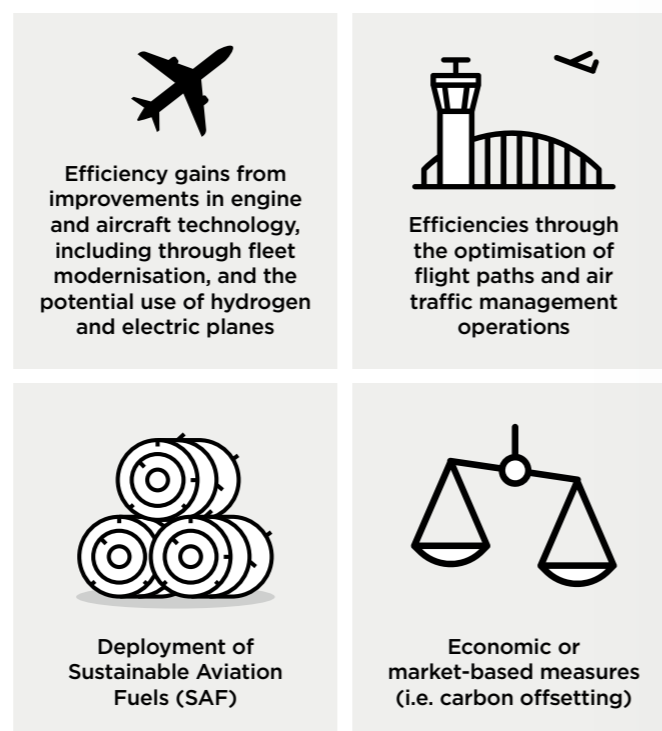 Efficiency gains from
improvements in engine
and aircraft technology,
including through fleet
modernisation, and the
potential use of hydrogen
and electric planes
Efficiencies through
the optimisation of
flight paths and air
traffic management
operations
Deployment of
Sustainable Aviation
Fuels (SAF)
Economic or
market-based measures
(i.e. carbon offsetting)